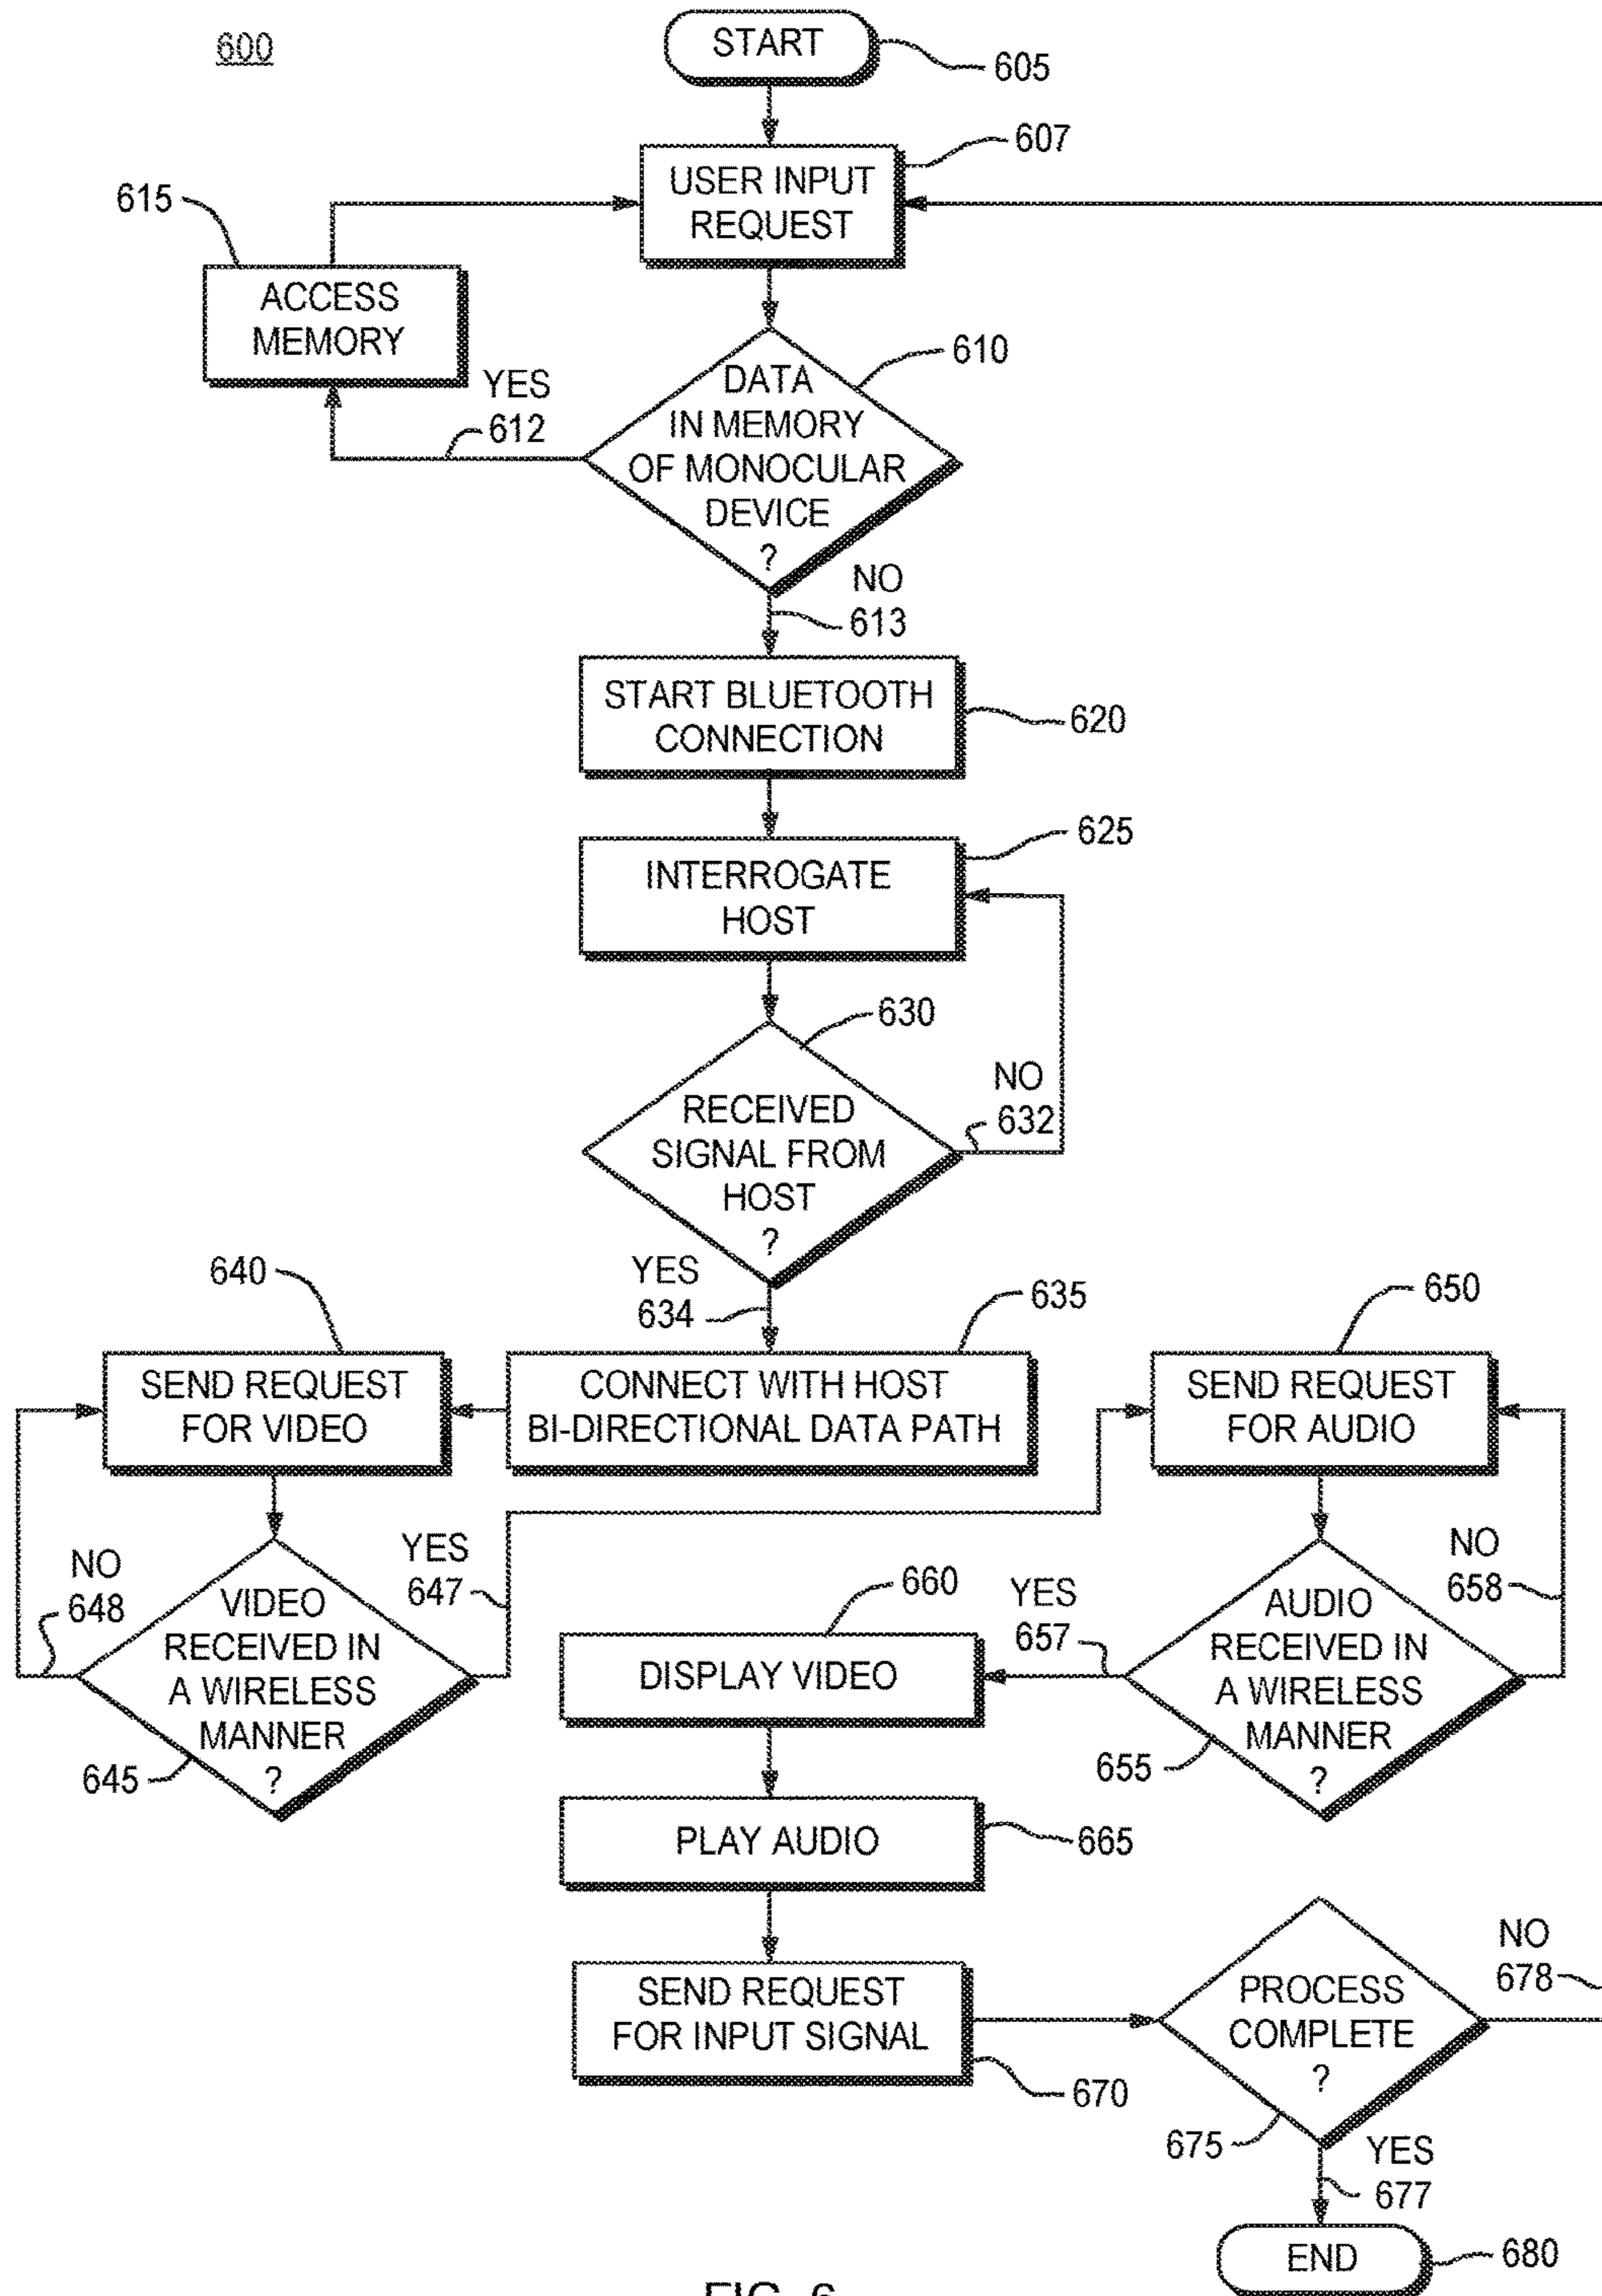 600
START
605
607
USER INPUT
REQUEST
615
ACCESS
MEMORY
YES
612
610
DATA
IN MEMORY
OF MONOCULAR
DEVICE
?
NO
613
START BLUETOOTH
CONNECTION
620
625
INTERROGATE
HOST
630
RECEIVED
SIGNAL FROM
HOST
?
NO
632
YES
634
635
CONNECT WITH HOST
BI-DIRECTIONAL DATA PATH
640
SEND REQUEST
FOR VIDEO
650
SEND REQUEST
FOR AUDIO
NO
648
VIDEO
RECEIVED IN
A WIRELESS
MANNER
?
645
YES
647
NO
658
AUDIO
RECEIVED IN
A WIRELESS
MANNER
?
655
YES
657
660
DISPLAY VIDEO
PLAY AUDIO
665
SEND REQUEST
FOR INPUT SIGNAL
670
PROCESS
COMPLETE
?
675
NO
678
YES
677
END
680
FIG. 6